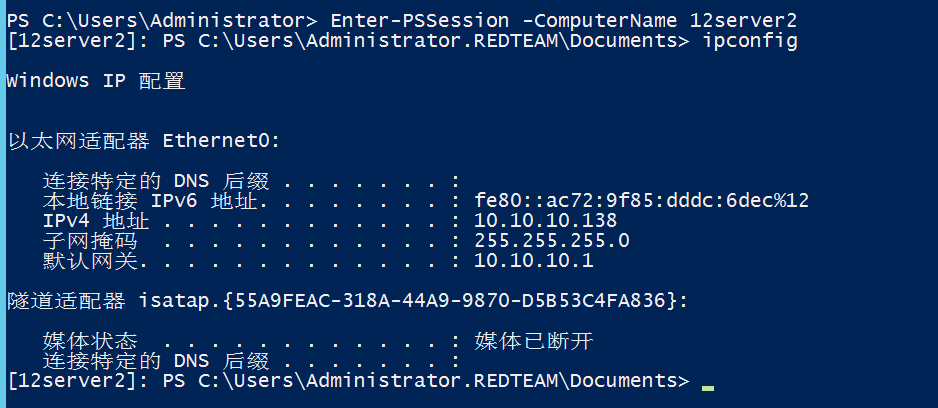 PS C:\Users\Administrator> Enter-PSSession -ComputerName 12server2
[12server2]: PS C:\Users\Administrator.REDTEAM\Documents> ipconfig
Windows IP 配置
以太网适配器 Ethernet0:
连接特定的 DNS 后缀 . . . . . . . :
本地链接 IPv6 地址. . . . . . . . : fe80::ac72:9f85:dddc:6dec%12
IPv4 地址 . . . . . . . . . . . . : 10.10.10.138
子网掩码 . . . . . . . . . . . . : 255.255.255.0
默认网关. . . . . . . . . . . . . : 10.10.10.1
隧道适配器 isatap.{55A9FEAC-318A-44A9-9870-D5B53C4FA836}:
媒体状态 . . . . . . . . . . . . : 媒体已断开
连接特定的 DNS 后缀 . . . . . . . :
[12server2]: PS C:\Users\Administrator.REDTEAM\Documents>